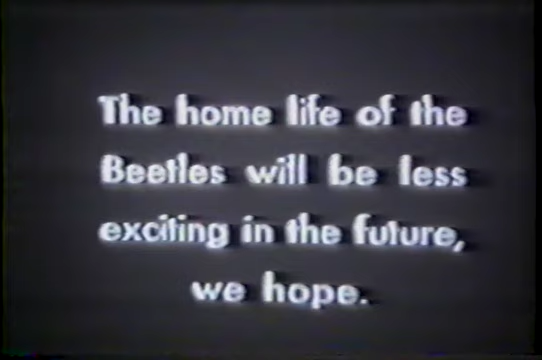 The home life of the
Beetles will be less
exciting in the future,
we hope.